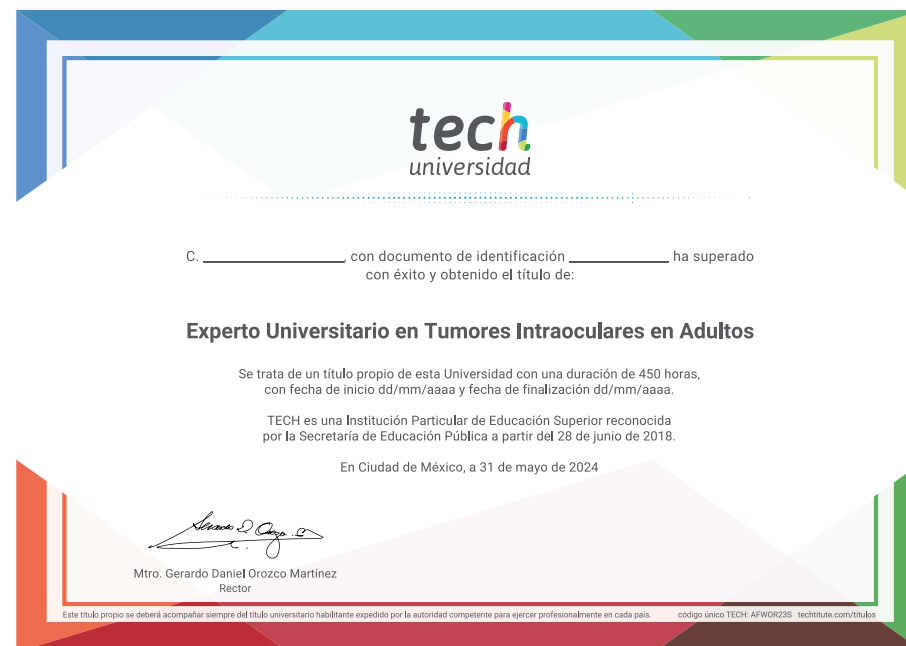 tech
universidad
C. ____________________, con documento de identificación ______________ ha superado
con éxito y obtenido el título de:
Experto Universitario en Tumores Intraoculares en Adultos
Se trata de un título propio de esta Universidad con una duración de 450 horas,
con fecha de inicio dd/mm/aaaa y fecha de finalización dd/mm/aaaa.
TECH es una Institución Particular de Educación Superior reconocida
por la Secretaría de Educación Pública a partir del 28 de junio de 2018.
En Ciudad de México, a 31 de mayo de 2024
Mtro. Gerardo Daniel Orozco Martínez
Rector
Este título propio se deberá acompañar siempre del título universitario habilitante expedido por la autoridad competente para ejercer profesionalmente en cada país. código único TECH: AFWOR23S techtitute.com/titulos